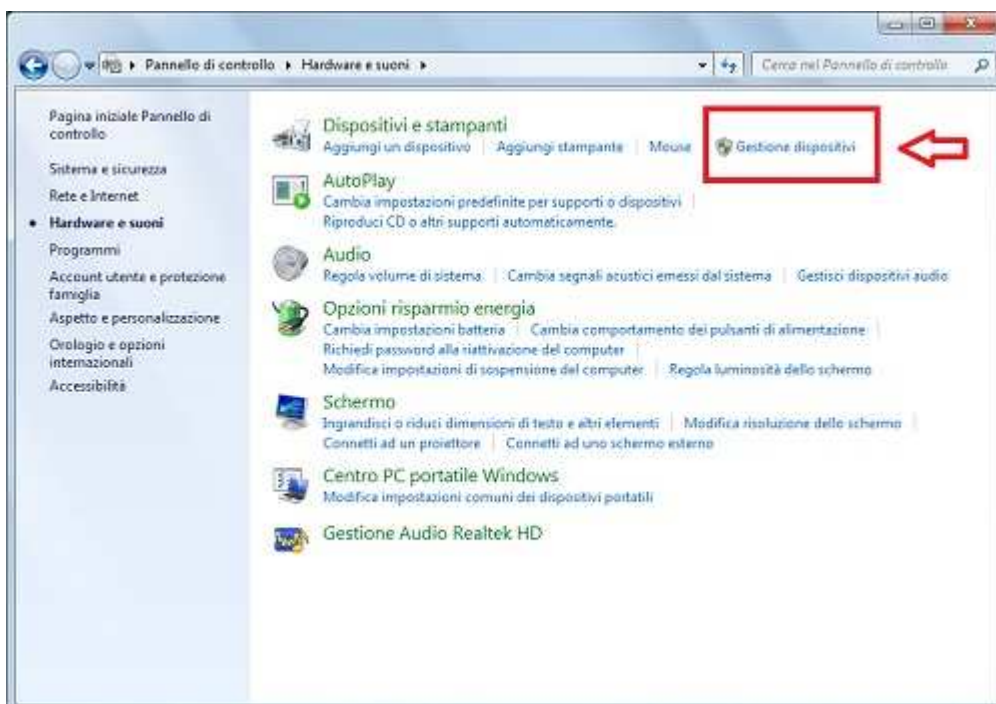 Pannello di controllo Hardware e suoni
Cerca nel Pannello di controllo
Pagina iniziale Pannello di
controllo
Sistema e sicurezza
Rete e Internet
Hardware e suoni
Programmi
Account utente e protezione
famiglia
Aspetto e personalizzazione
Orologio e opzioni
internazionali
Accessibilità
Dispositivi e stampanti
Aggiungi un dispositivo Aggiungi stampante Mouse Gestione dispositivi
AutoPlay
Cambia impostazioni predefinite per supporti o dispositivi
Riproduci CD o altri supporti automaticamente.
Audio
Regola volume di sistema Cambia segnali acustici emessi dal sistema Gestisci dispositivi audio
Opzioni risparmio energia
Cambia impostazioni batteria Cambia comportamento dei pulsanti di alimentazione
Richiedi password alla riattivazione del computer
Modifica impostazioni di sospensione del computer Regola luminosità dello schermo
Schermo
Ingrandisci o riduci dimensioni di testo e altri elementi Modifica risoluzione dello schermo
Connetti ad un proiettore Connetti ad uno schermo esterno
Centro PC portatile Windows
Modifica impostazioni comuni dei dispositivi portatili
Gestione Audio Realtek HD